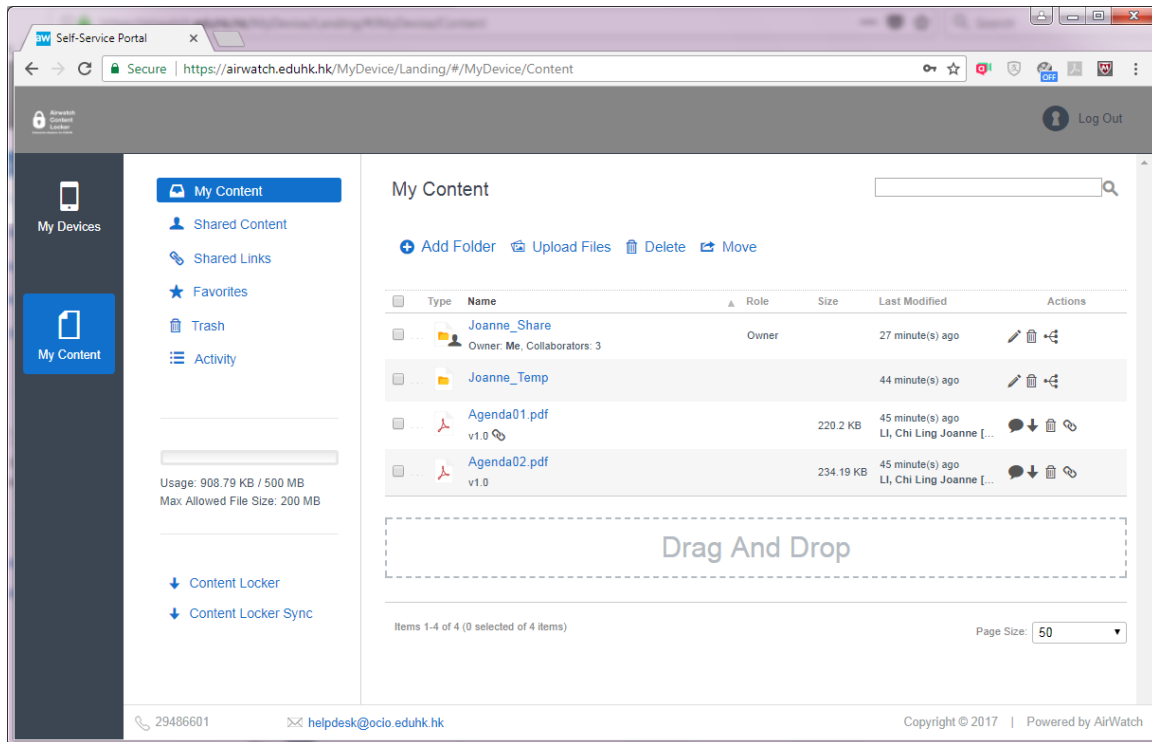 Self-Service Portal
Secure | https://airwatch.eduhk.hk/MyDevice/Landing/#/MyDevice/Content
OFF
Airwatch
Content
Locker
Log Out
My Devices
My Content
My Content
Shared Content
Shared Links
Favorites
Trash
Activity
Usage: 908.79 KB / 500 MB
Max Allowed File Size: 200 MB
Content Locker
Content Locker Sync
My Content
Add Folder Upload Files Delete Move
Type Name Role Size Last Modified Actions
Joanne_Share
Owner: Me, Collaborators: 3
Owner
27 minute(s) ago
Joanne_Temp
44 minute(s) ago
Agenda01.pdf
v1.0
220.2 KB
45 minute(s) ago
LI, Chi Ling Joanne [...
Agenda02.pdf
v1.0
234.19 KB
45 minute(s) ago
LI, Chi Ling Joanne [...
Drag And Drop
Items 1-4 of 4 (0 selected of 4 items)
Page Size: 50
29486601
helpdesk@ocio.eduhk.hk
Copyright © 2017 | Powered by AirWatch